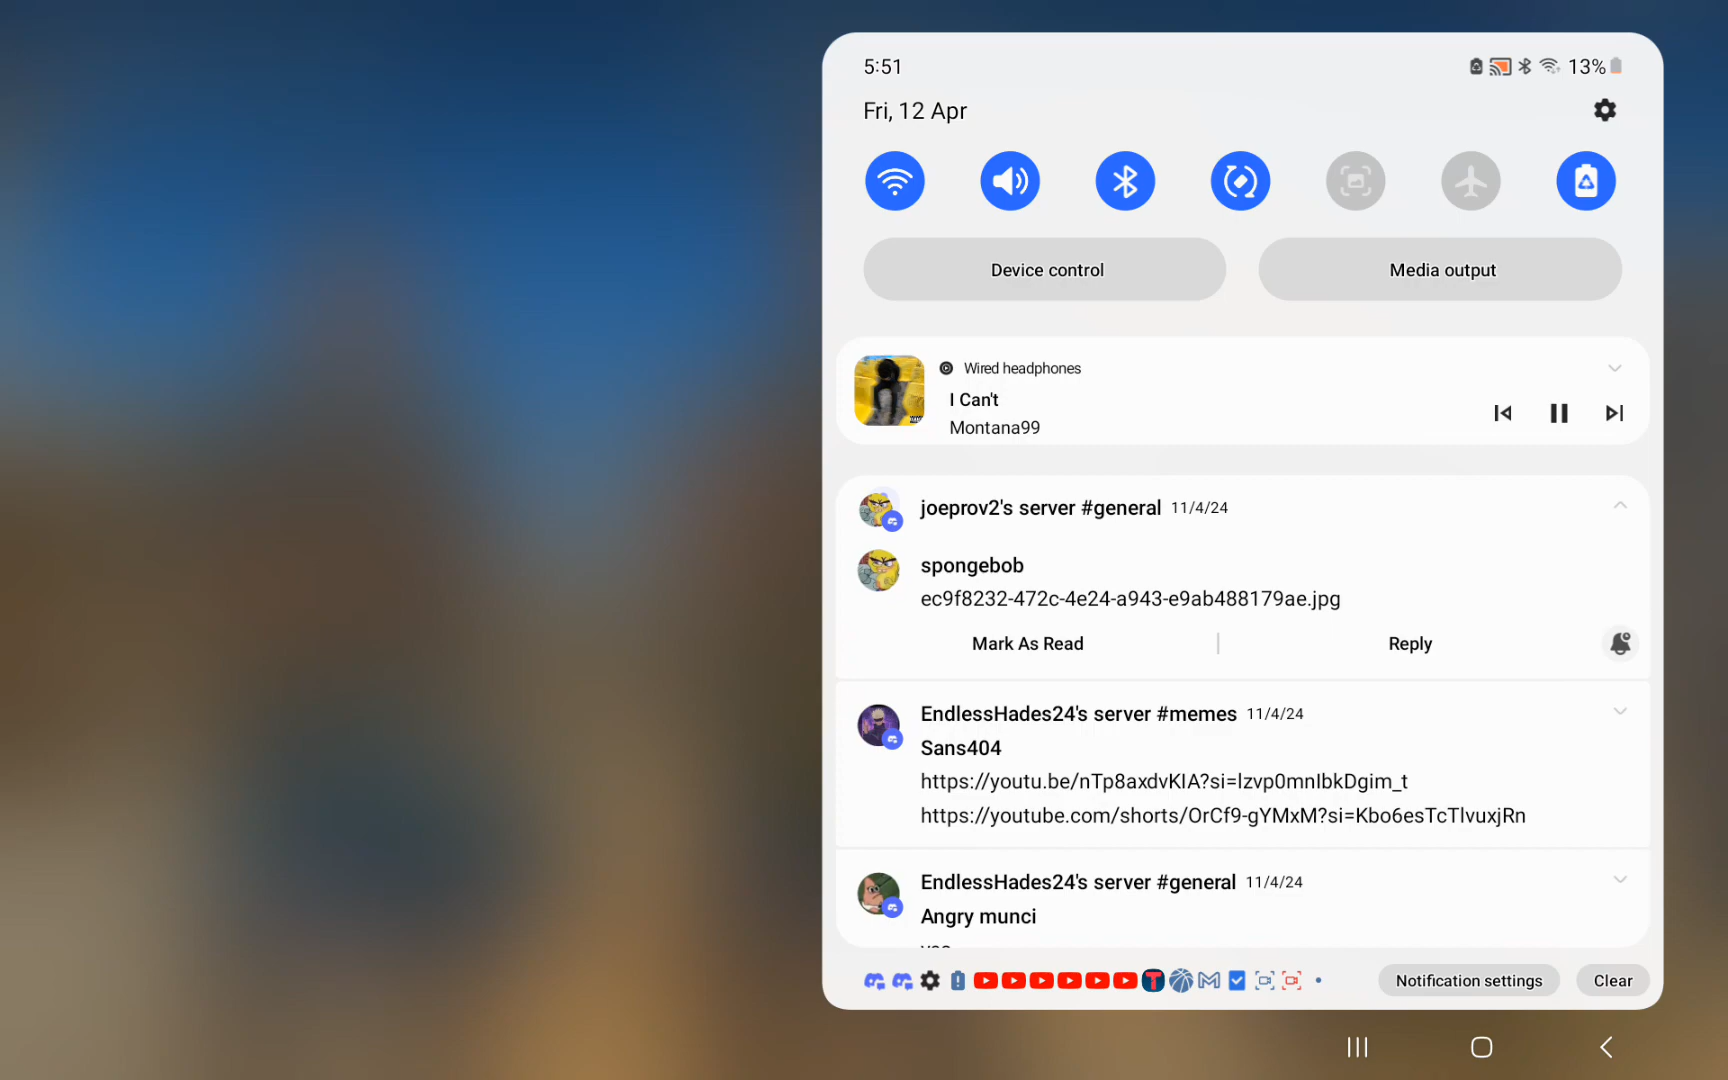 5:51
13%
Fri, 12 Apr
Device control
Media output
Wired headphones
I Can't
Montana99
joeprov2's server #general 11/4/24
spongebob
ec9f8232-472c-4e24-a943-e9ab488179ae.jpg
Mark As Read
Reply
EndlessHades24's server #memes 11/4/24
Sans404
https://youtu.be/nTp8axdvKIA?si=lzvp0mnIbkDgim_t
https://youtube.com/shorts/OrCf9-gYMxM?si=Kbo6esTcTlvuxjRn
EndlessHades24's server #general 11/4/24
Angry munci
Notification settings
Clear